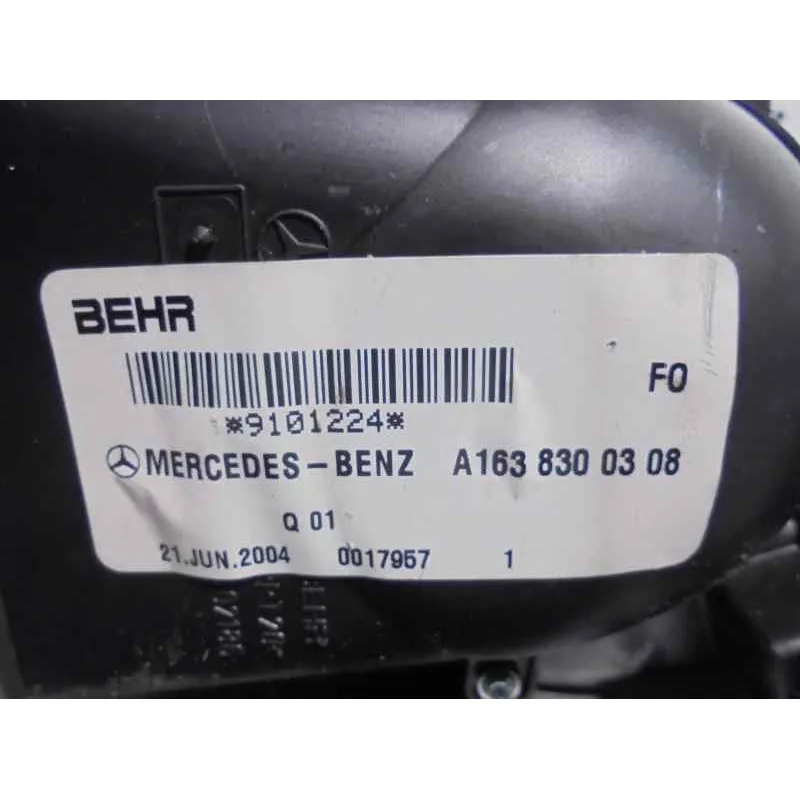 BEHR
FO
*9101224*
MERCEDES-BENZ A163 830 03 08
Q 01
21.JUN.2004 0017957 1